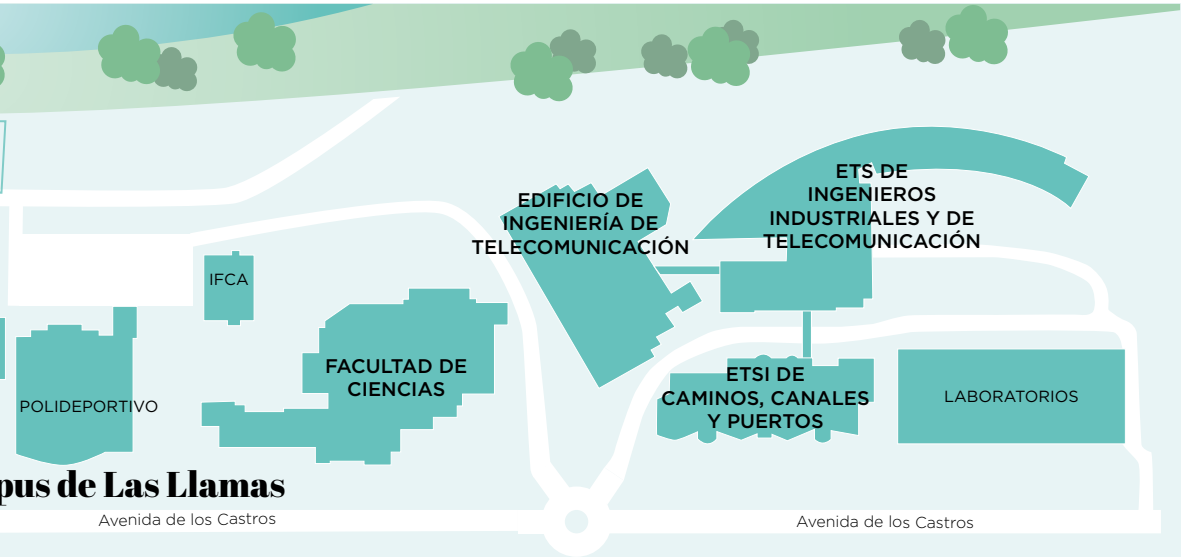 ETS DE
INGENIEROS
INDUSTRIALES Y DE
TELECOMUNICACIÓN
EDIFICIO DE
INGENIERÍA DE
TELECOMUNICACIÓN
IFCA
FACULTAD DE
CIENCIAS
POLIDEPORTIVO
ETSI DE
CAMINOS, CANALES
Y PUERTOS
LABORATORIOS
pus de Las Llamas
Avenida de los Castros
Avenida de los Castros